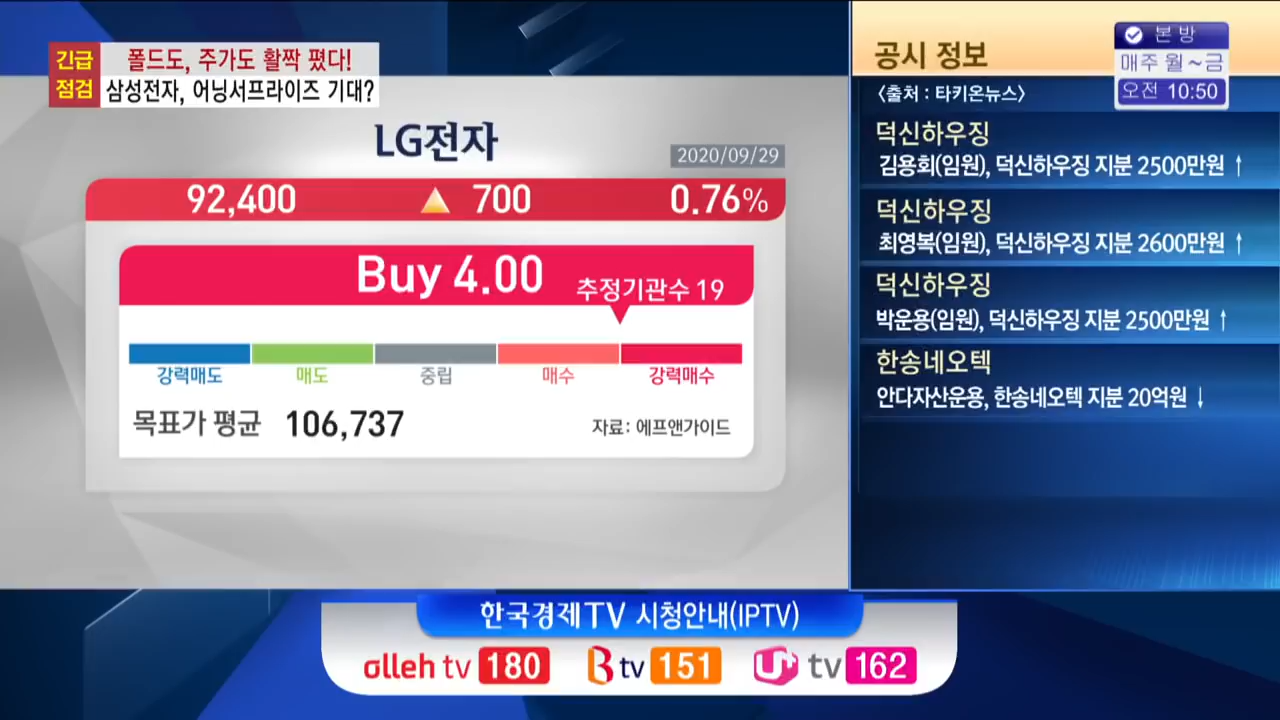 긴급
점검
폴드도, 주가도 활짝 폈다!
삼성전자, 어닝서프라이즈 기대?
LG전자
2020/09/29
92,400 ▲ 700 0.76%
Buy 4.00 추정기관수 19
강력매도 매도 중립 매수 강력매수
목표가 평균 106,737 자료: 에프앤가이드
공시 정보
본 방
매주 월~금
오전 10:50
<출처 : 타키온뉴스>
덕신하우징
김용회(임원), 덕신하우징 지분 2500만원 ↑
덕신하우징
최영복(임원), 덕신하우징 지분 2600만원 ↑
덕신하우징
박운용(임원), 덕신하우징 지분 2500만원 ↑
한송네오텍
안다자산운용, 한송네오텍 지분 20억원 ↓
한국경제TV 시청안내(IPTV)
olleh tv 180 B tv 151 U+ tv 162